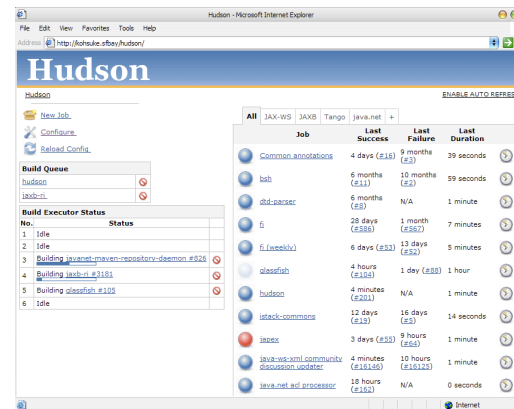 Hudson - Microsoft Internet Explorer
File Edit View Favorites Tools Help
Address http://kohsuke.sfbay/hudson/
Hudson
Hudson
ENABLE AUTO REFRES
New Job
Configure
Reload Config
Build Queue
hudson
jaxb-ri
Build Executor Status
No. Status
1 Idle
2 Idle
3 Building javanet-maven-repository-daemon #826
4 Building jaxb-ri #3181
5 Building glassfish #105
6 Idle
All JAX-WS JAXB Tango java.net +
Job Last Success Last Failure Last Duration
Common annotations 4 days (#16) 9 months (#3) 39 seconds
bsh 6 months (#11) 10 months (#2) 59 seconds
dtd-parser 6 months (#8) N/A 1 minute
fi 28 days (#586) 1 month (#567) 7 minutes
fi (weekly) 6 days (#53) 13 days (#52) 5 minutes
glassfish 4 hours (#104) 1 day (#88) 1 hour
hudson 4 minutes (#201) N/A 1 minute
istack-commons 12 days (#19) 16 days (#5) 14 seconds
japex 3 days (#55) 9 hours (#64) 1 minute
java-ws-xml community discussion updater 4 minutes (#16146) 10 hours (#16125) 1 minute
java.net acl processor 18 hours (#162) N/A 0 seconds
Internet